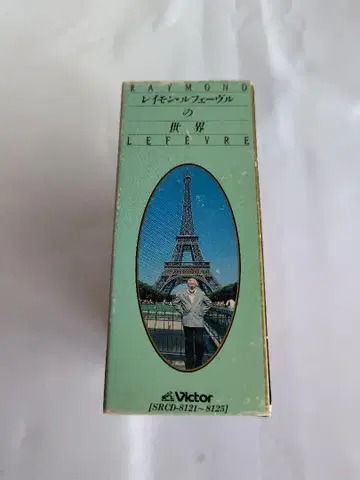 RAYMOND
レイモン・ルフェーヴル
の
世界
LEFÈVRE
Victor
[SRCD-8121~8125]